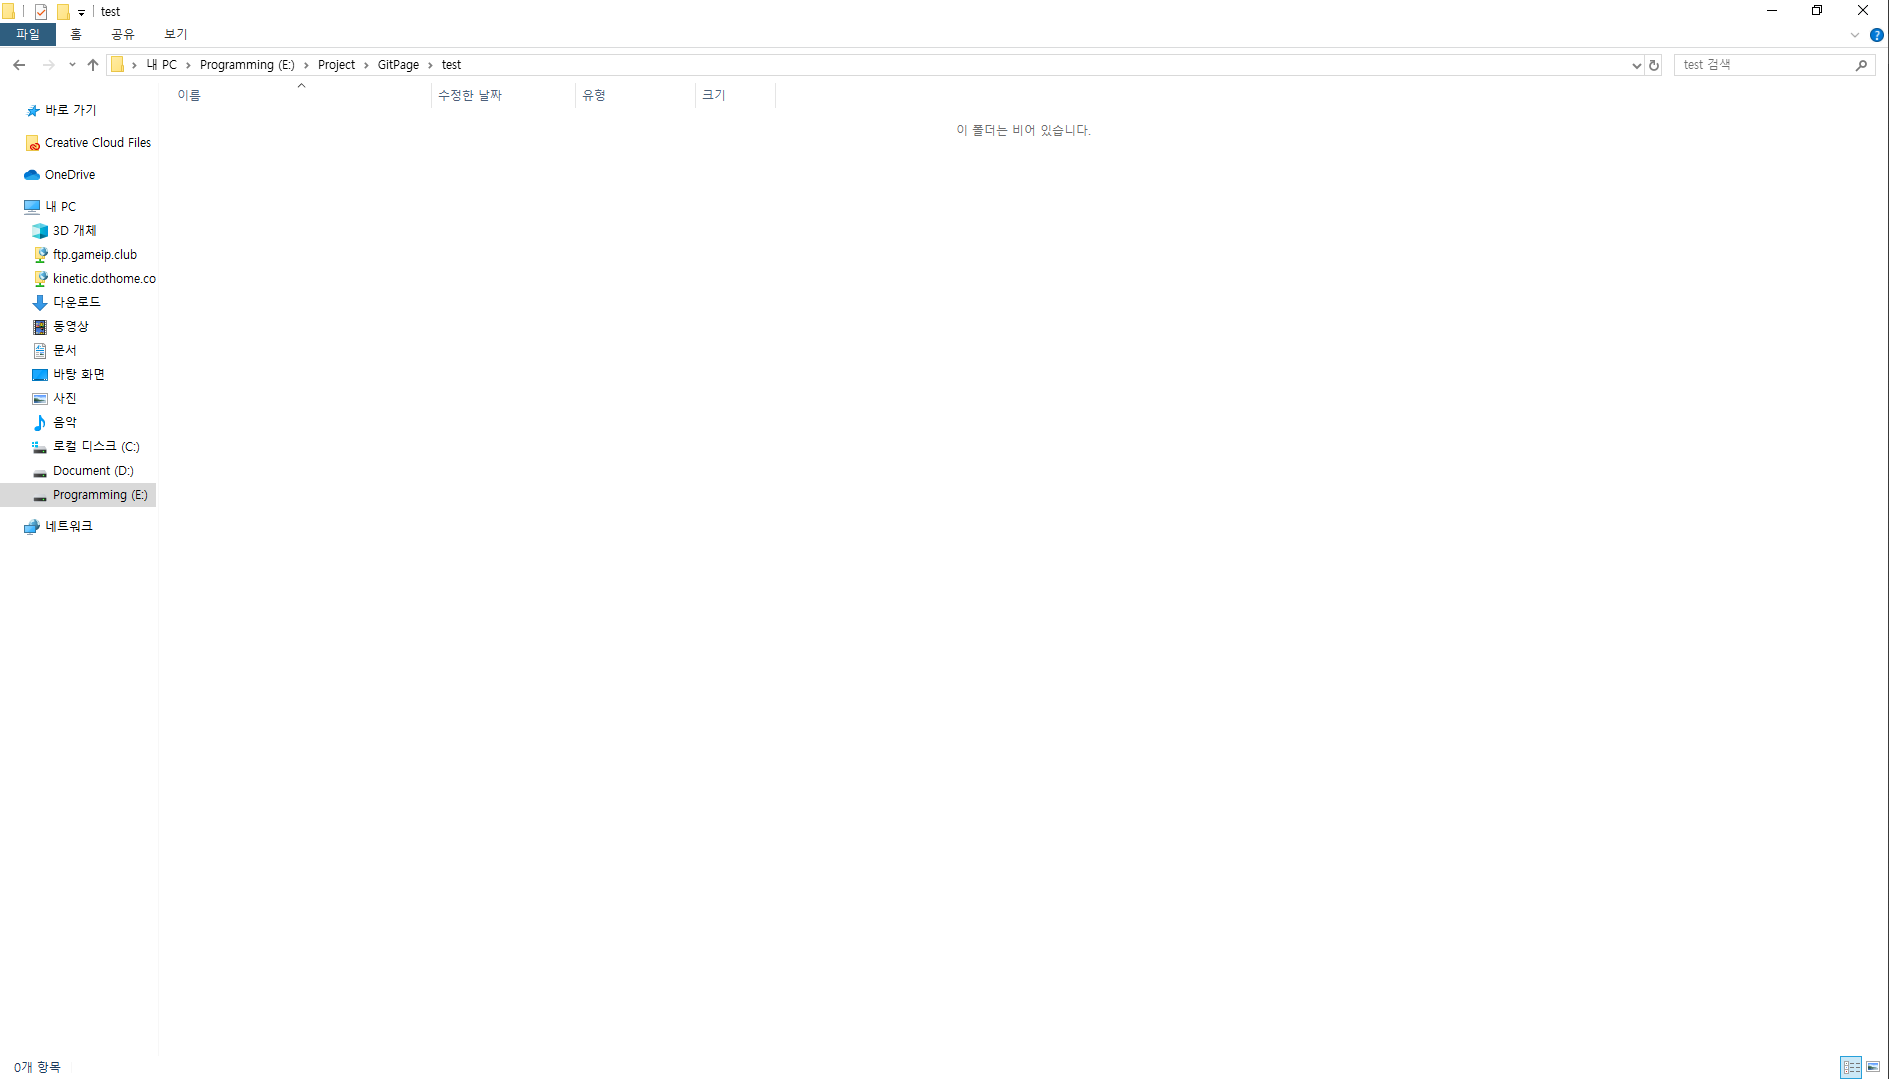 test
파일 홈 공유 보기
내 PC Programming (E:) Project GitPage test
test 검색
이름 수정한 날짜 유형 크기
이 폴더는 비어 있습니다.
바로 가기
Creative Cloud Files
OneDrive
내 PC
3D 개체
ftp.gameip.club
kinetic.dothome.co
다운로드
동영상
문서
바탕 화면
사진
음악
로컬 디스크 (C:)
Document (D:)
Programming (E:)
네트워크
0개 항목